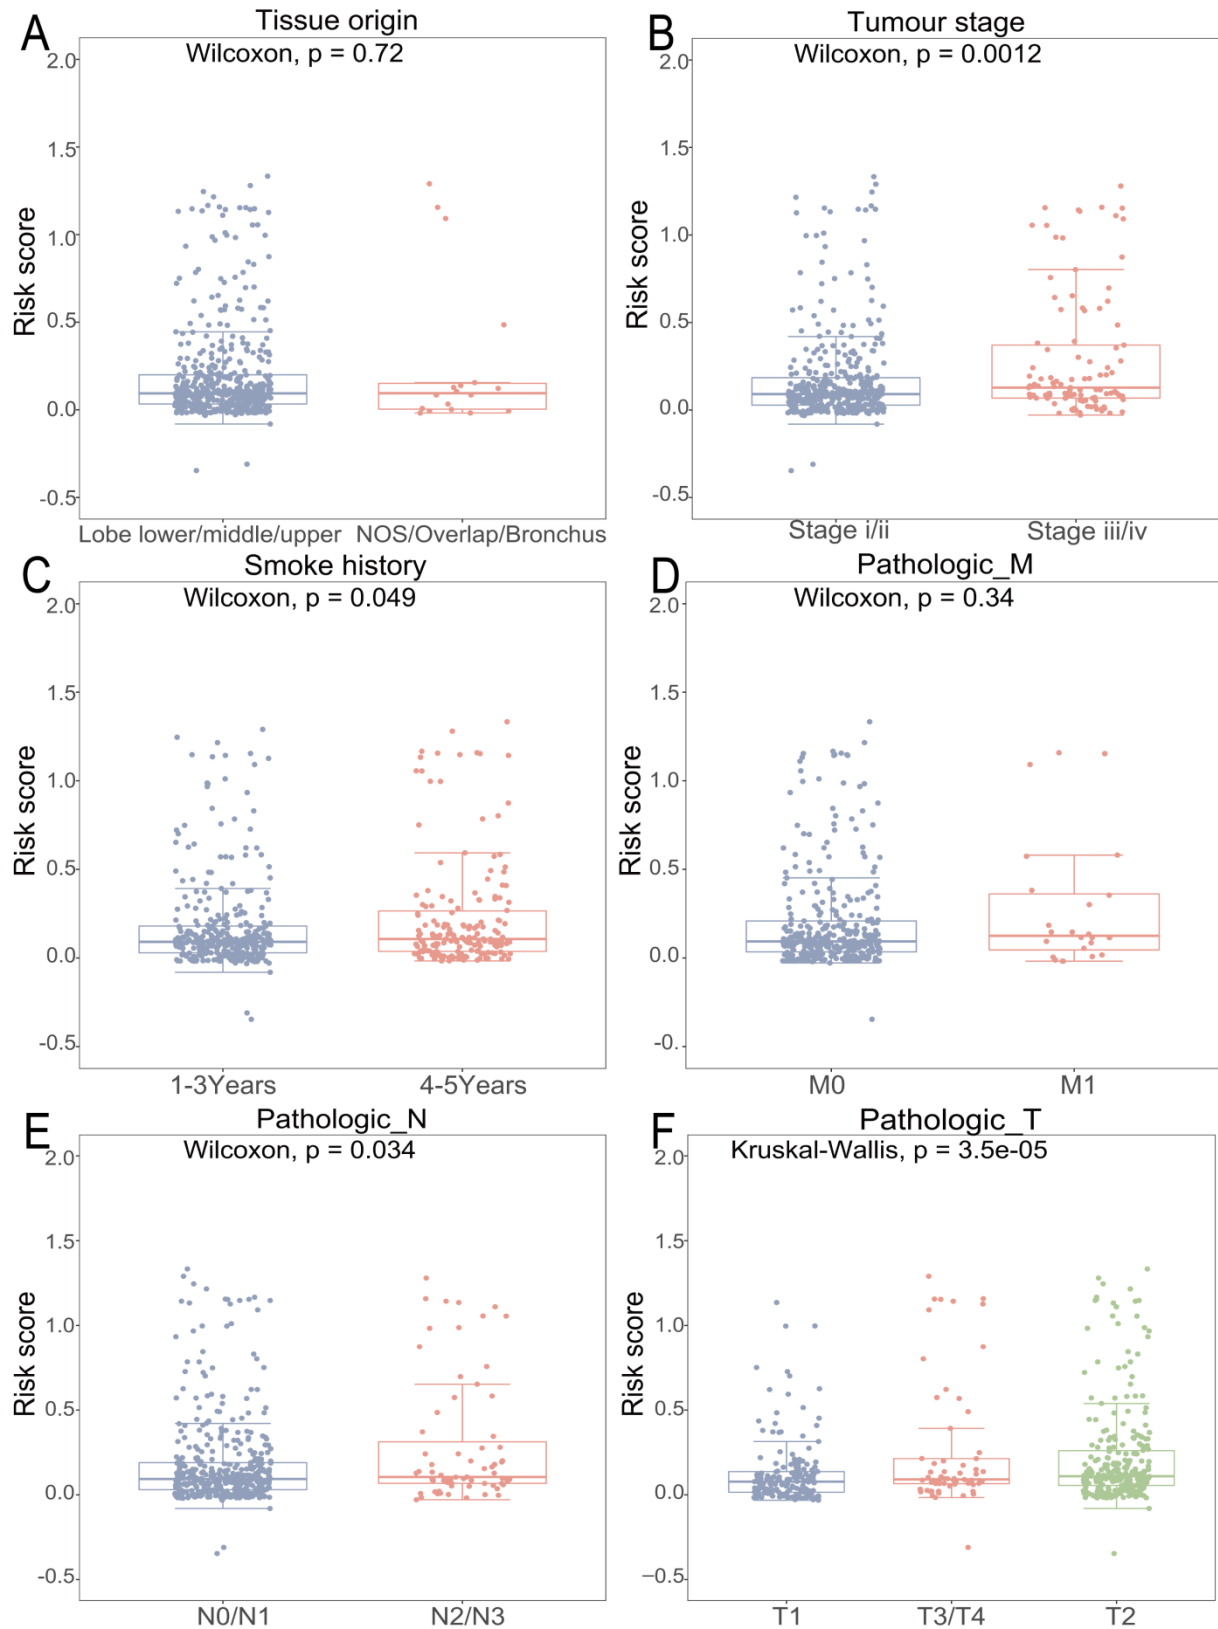 A
Tissue origin
Wilcoxon, p = 0.72
2.0
1.5
1.0
0.5
0.0
-0.5
Risk score
Lobe lower/middle/upper
NOS/Overlap/Bronchus
B
Tumour stage
Wilcoxon, p = 0.0012
2.0
1.5
1.0
0.5
0.0
-0.5
Risk score
Stage i/ii
Stage iii/iv
C
Smoke history
Wilcoxon, p = 0.049
2.0
1.5
1.0
0.5
0.0
-0.5
Risk score
1-3Years
4-5Years
D
Pathologic_M
Wilcoxon, p = 0.34
2.0
1.5
1.0
0.5
0.0
-0.
Risk score
M0
M1
E
Pathologic_N
Wilcoxon, p = 0.034
2.0
1.5
1.0
0.5
0.0
-0.5
Risk score
N0/N1
N2/N3
F
Pathologic_T
Kruskal-Wallis, p = 3.5e-05
2.0
1.5
1.0
0.5
0.0
−0.5
Risk score
T1
T3/T4
T2